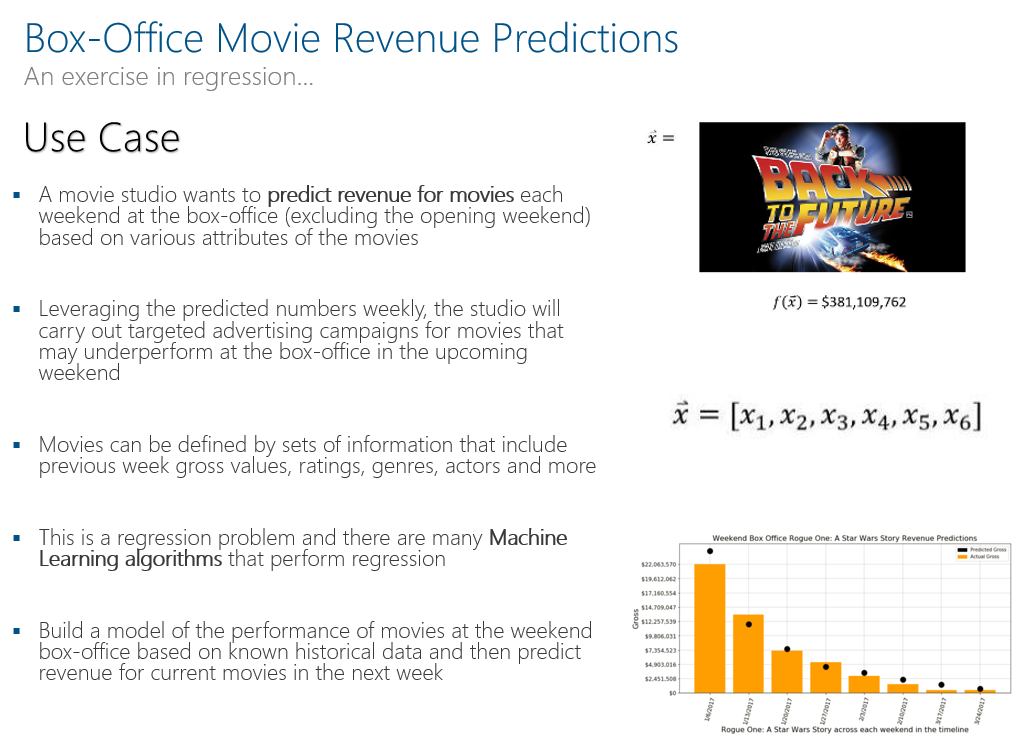 Box-Office Movie Revenue Predictions
An exercise in regression...
Use Case
▪ A movie studio wants to predict revenue for movies each
weekend at the box-office (excluding the opening weekend)
based on various attributes of the movies
▪ Leveraging the predicted numbers weekly, the studio will
carry out targeted advertising campaigns for movies that
may underperform at the box-office in the upcoming
weekend
▪ Movies can be defined by sets of information that include
previous week gross values, ratings, genres, actors and more
▪ This is a regression problem and there are many Machine
Learning algorithms that perform regression
▪ Build a model of the performance of movies at the weekend
box-office based on known historical data and then predict
revenue for current movies in the next week
x⃗ =
BACK
TO
THE FUTURE
f(x⃗) = $381,109,762
x⃗ = [x₁, x₂, x₃, x₄, x₅, x₆]
Weekend Box Office Rogue One: A Star Wars Story Revenue Predictions
Predicted Gross
Actual Gross
Gross
$22,063,570
$19,612,062
$17,160,554
$14,709,047
$12,257,539
$9,806,031
$7,354,523
$4,903,016
$2,451,508
$0
1/6/2017
1/13/2017
1/20/2017
1/27/2017
2/3/2017
2/10/2017
3/17/2017
3/24/2017
Rogue One: A Star Wars Story across each weekend in the timeline